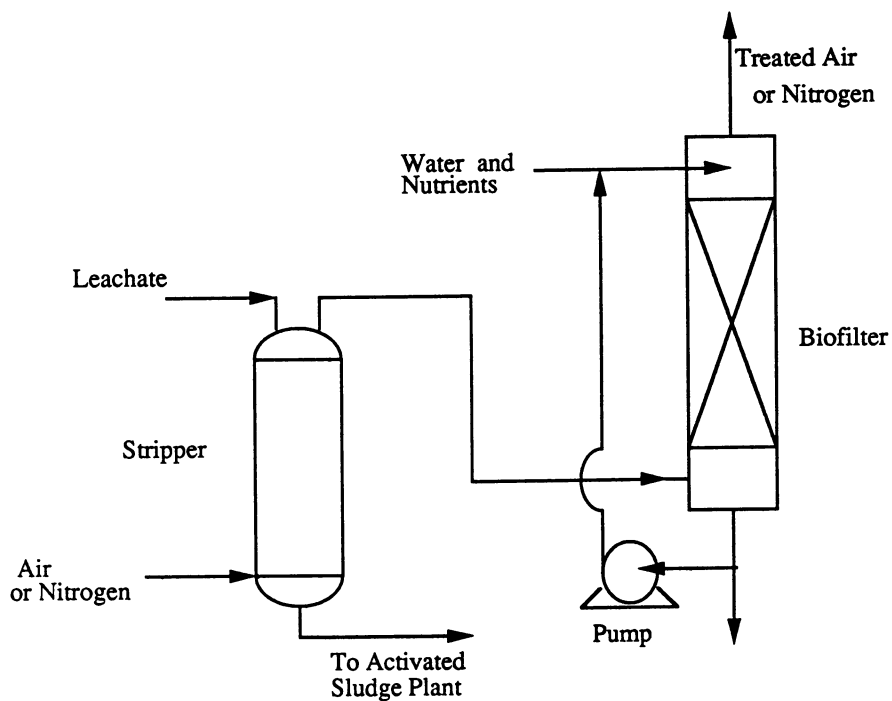 Treated Air
or Nitrogen
Water and
Nutrients
Leachate
Biofilter
Stripper
Air
or Nitrogen
Pump
To Activated
Sludge Plant